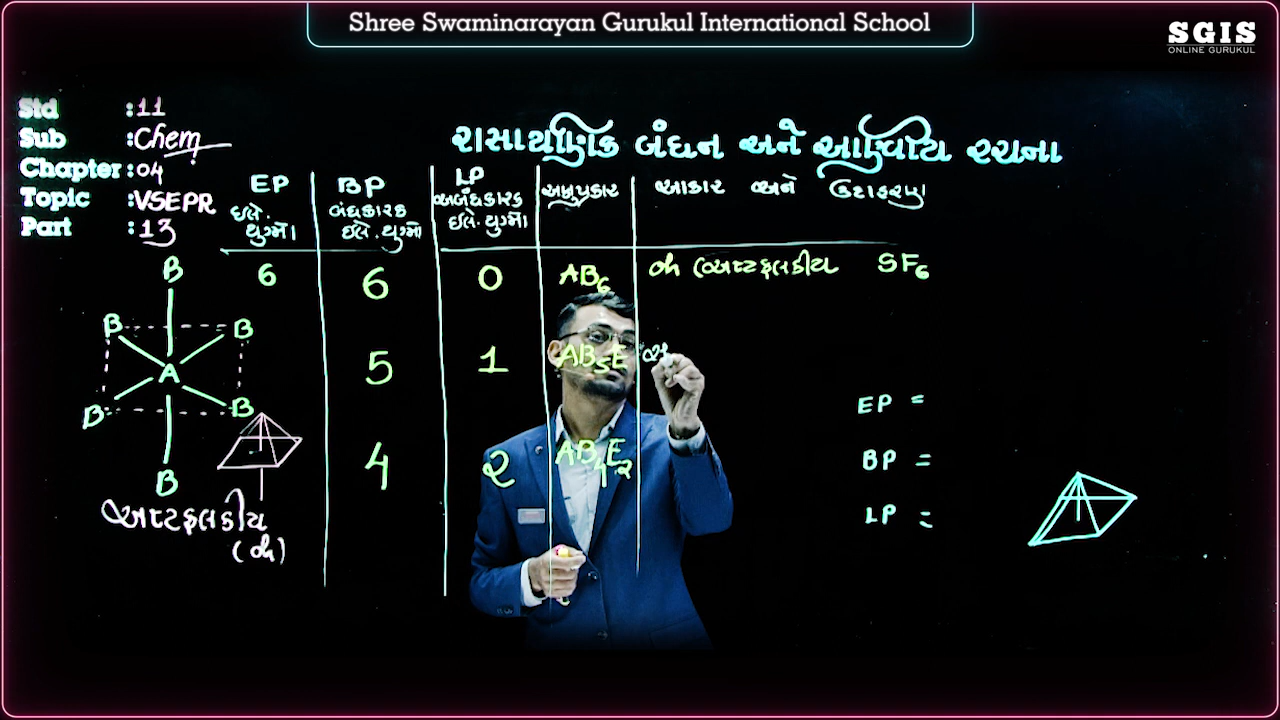 Shree Swaminarayan Gurukul International School
SGIS
ONLINE GURUKUL
Std :11
Sub :Chem
Chapter :04
Topic :VSEPR
Part :13
રાસાયણિક બંધન અને આણ્વીય રચના
EP BP LP અણુપ્રકાર આકાર અને ઉદાહરણ
ઇલે. યુગ્મો
બંધકારક ઇલે. યુગ્મો
અબંધકારક ઇલે. યુગ્મો
6 6 0 AB6 oh અષ્ટફલકીય SF6
5 1 AB5E
4 2 AB4E2
B
B B
A
B B
B
અષ્ટફલકીય
(oh)
EP =
BP =
LP =